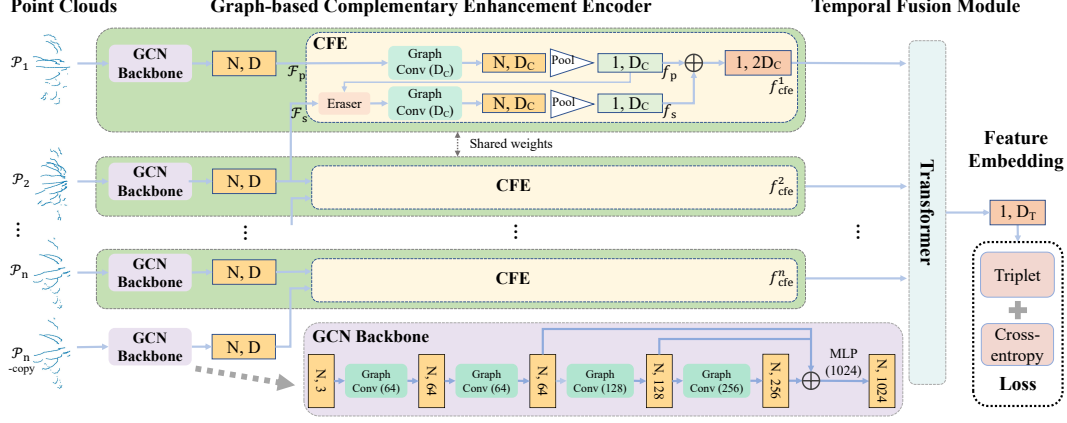 Point Clouds
Graph-based Complementary Enhancement Encoder
Temporal Fusion Module
𝒫1
GCN
Backbone
N, D
ℱp
ℱs
CFE
Graph
Conv (DC)
N, DC
Pool
1, DC
fp
1, 2DC
f1cfe
Eraser
Graph
Conv (DC)
N, DC
Pool
1, DC
fs
Shared weights
𝒫2
GCN
Backbone
N, D
CFE
f2cfe
𝒫n
GCN
Backbone
N, D
CFE
fncfe
𝒫n
-copy
GCN
Backbone
N, D
GCN Backbone
N, 3
Graph
Conv (64)
N, 64
Graph
Conv (64)
N, 64
Graph
Conv (128)
N, 128
Graph
Conv (256)
N, 256
MLP
(1024)
N, 1024
Transformer
Feature
Embedding
1, DT
Triplet
Cross-
entropy
Loss